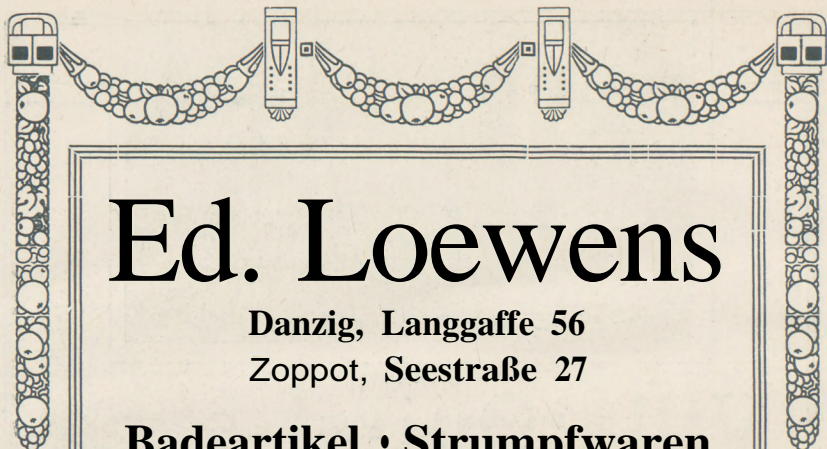 Ed. Loewens
Danzig, Langgaffe 56
Zoppot, Seestraße 27
Badeartikel · Strumpfwaren